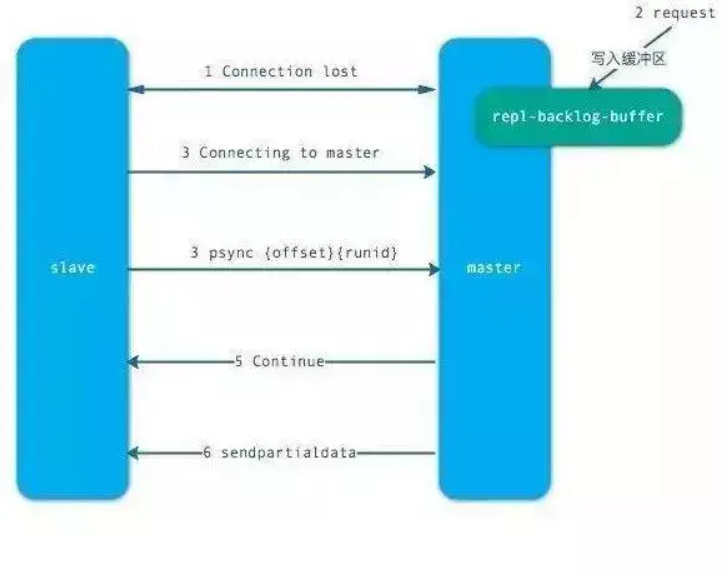 2 request
写入缓冲区
1 Connection lost
repl-backlog-buffer
3 Connecting to master
3 psync {offset}{runid}
slave
master
5 Continue
6 sendpartialdata